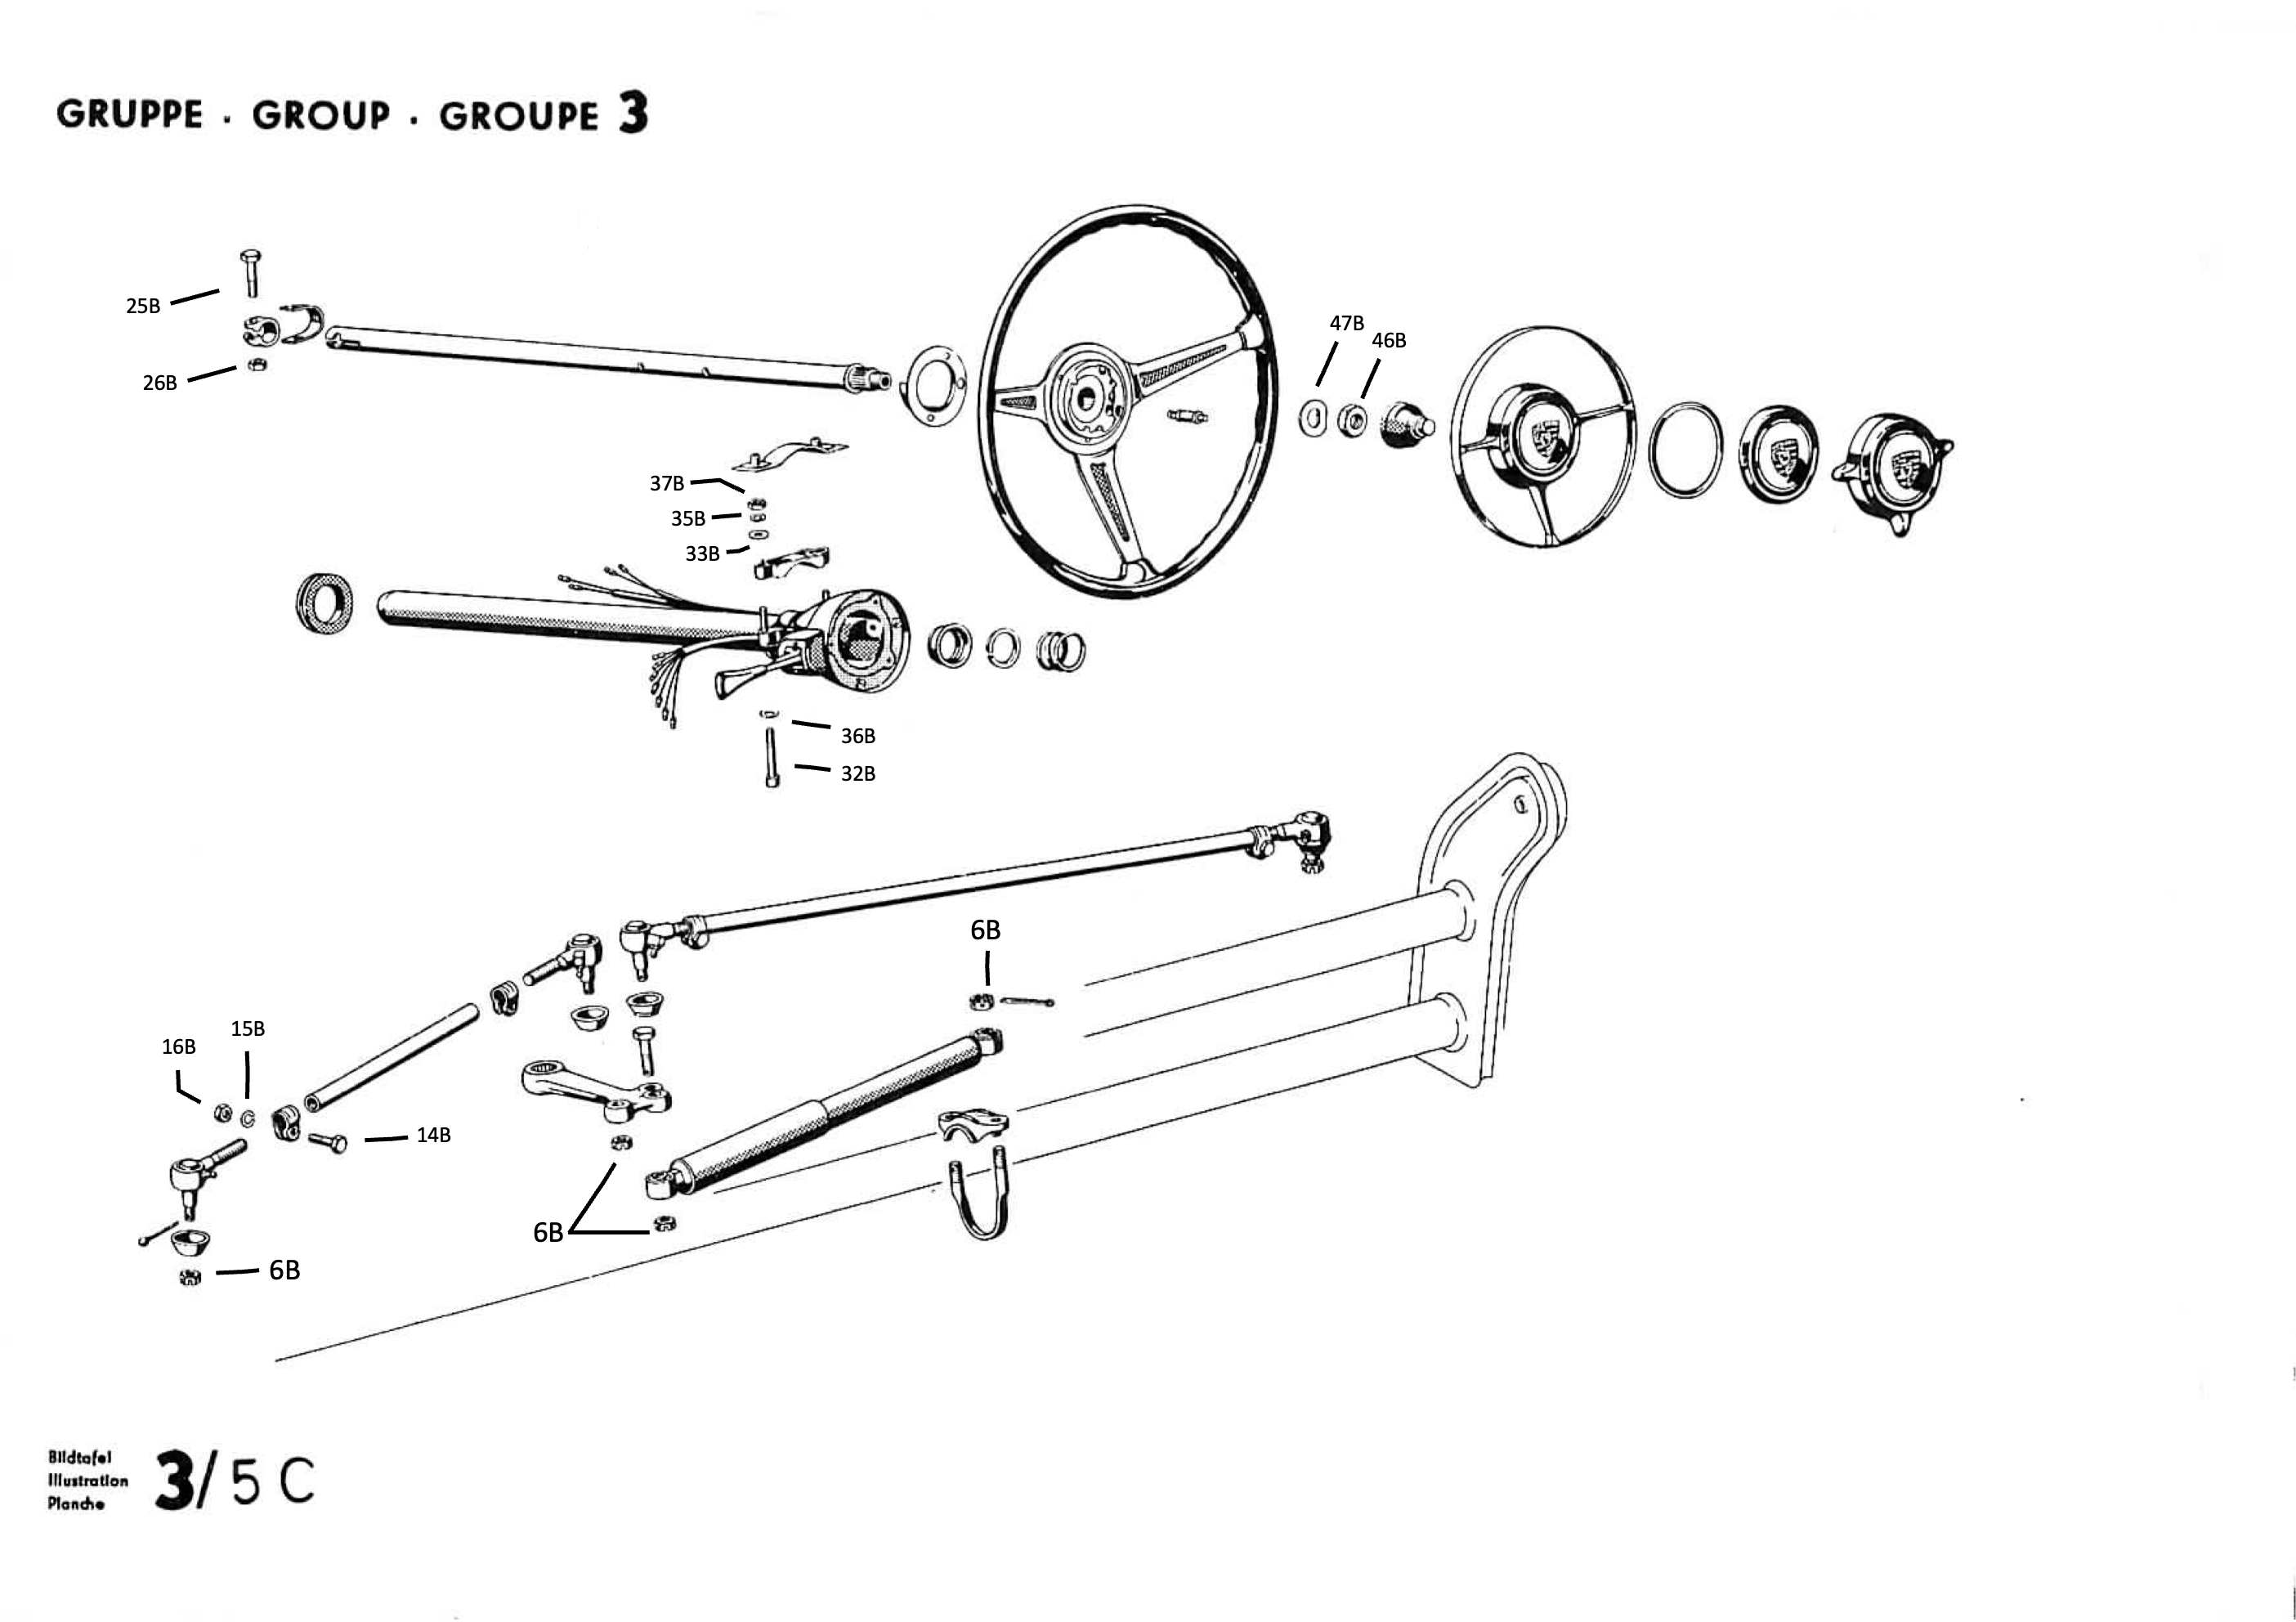 GRUPPE · GROUP · GROUPE 3
25B
26B
47B
46B
37B
35B
33B
36B
32B
6B
15B
16B
14B
6B
6B
Bildtafel
Illustration
Planche
3/5 C